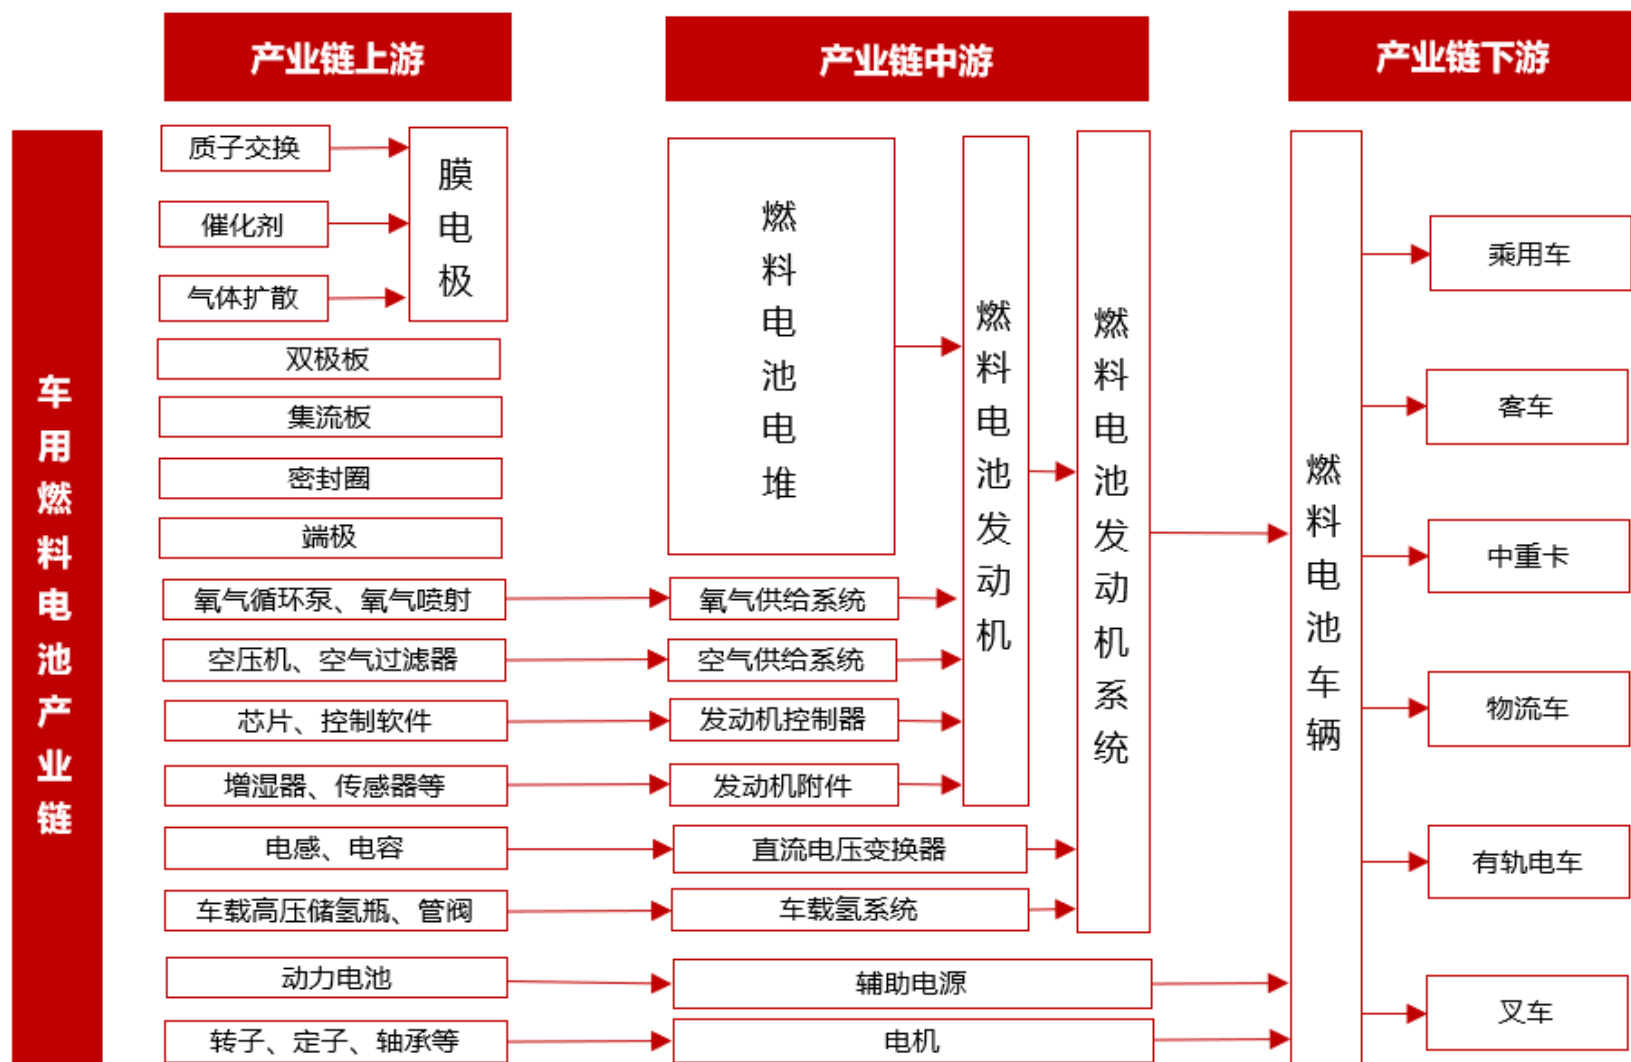 产业链上游
产业链中游
产业链下游
车用燃料电池产业链
质子交换
催化剂
气体扩散
膜电极
双极板
集流板
密封圈
端极
氧气循环泵、氧气喷射
空压机、空气过滤器
芯片、控制软件
增湿器、传感器等
电感、电容
车载高压储氢瓶、管阀
动力电池
转子、定子、轴承等
燃料电池电堆
氧气供给系统
空气供给系统
发动机控制器
发动机附件
直流电压变换器
车载氢系统
辅助电源
电机
燃料电池发动机
燃料电池发动机系统
燃料电池车辆
乘用车
客车
中重卡
物流车
有轨电车
叉车